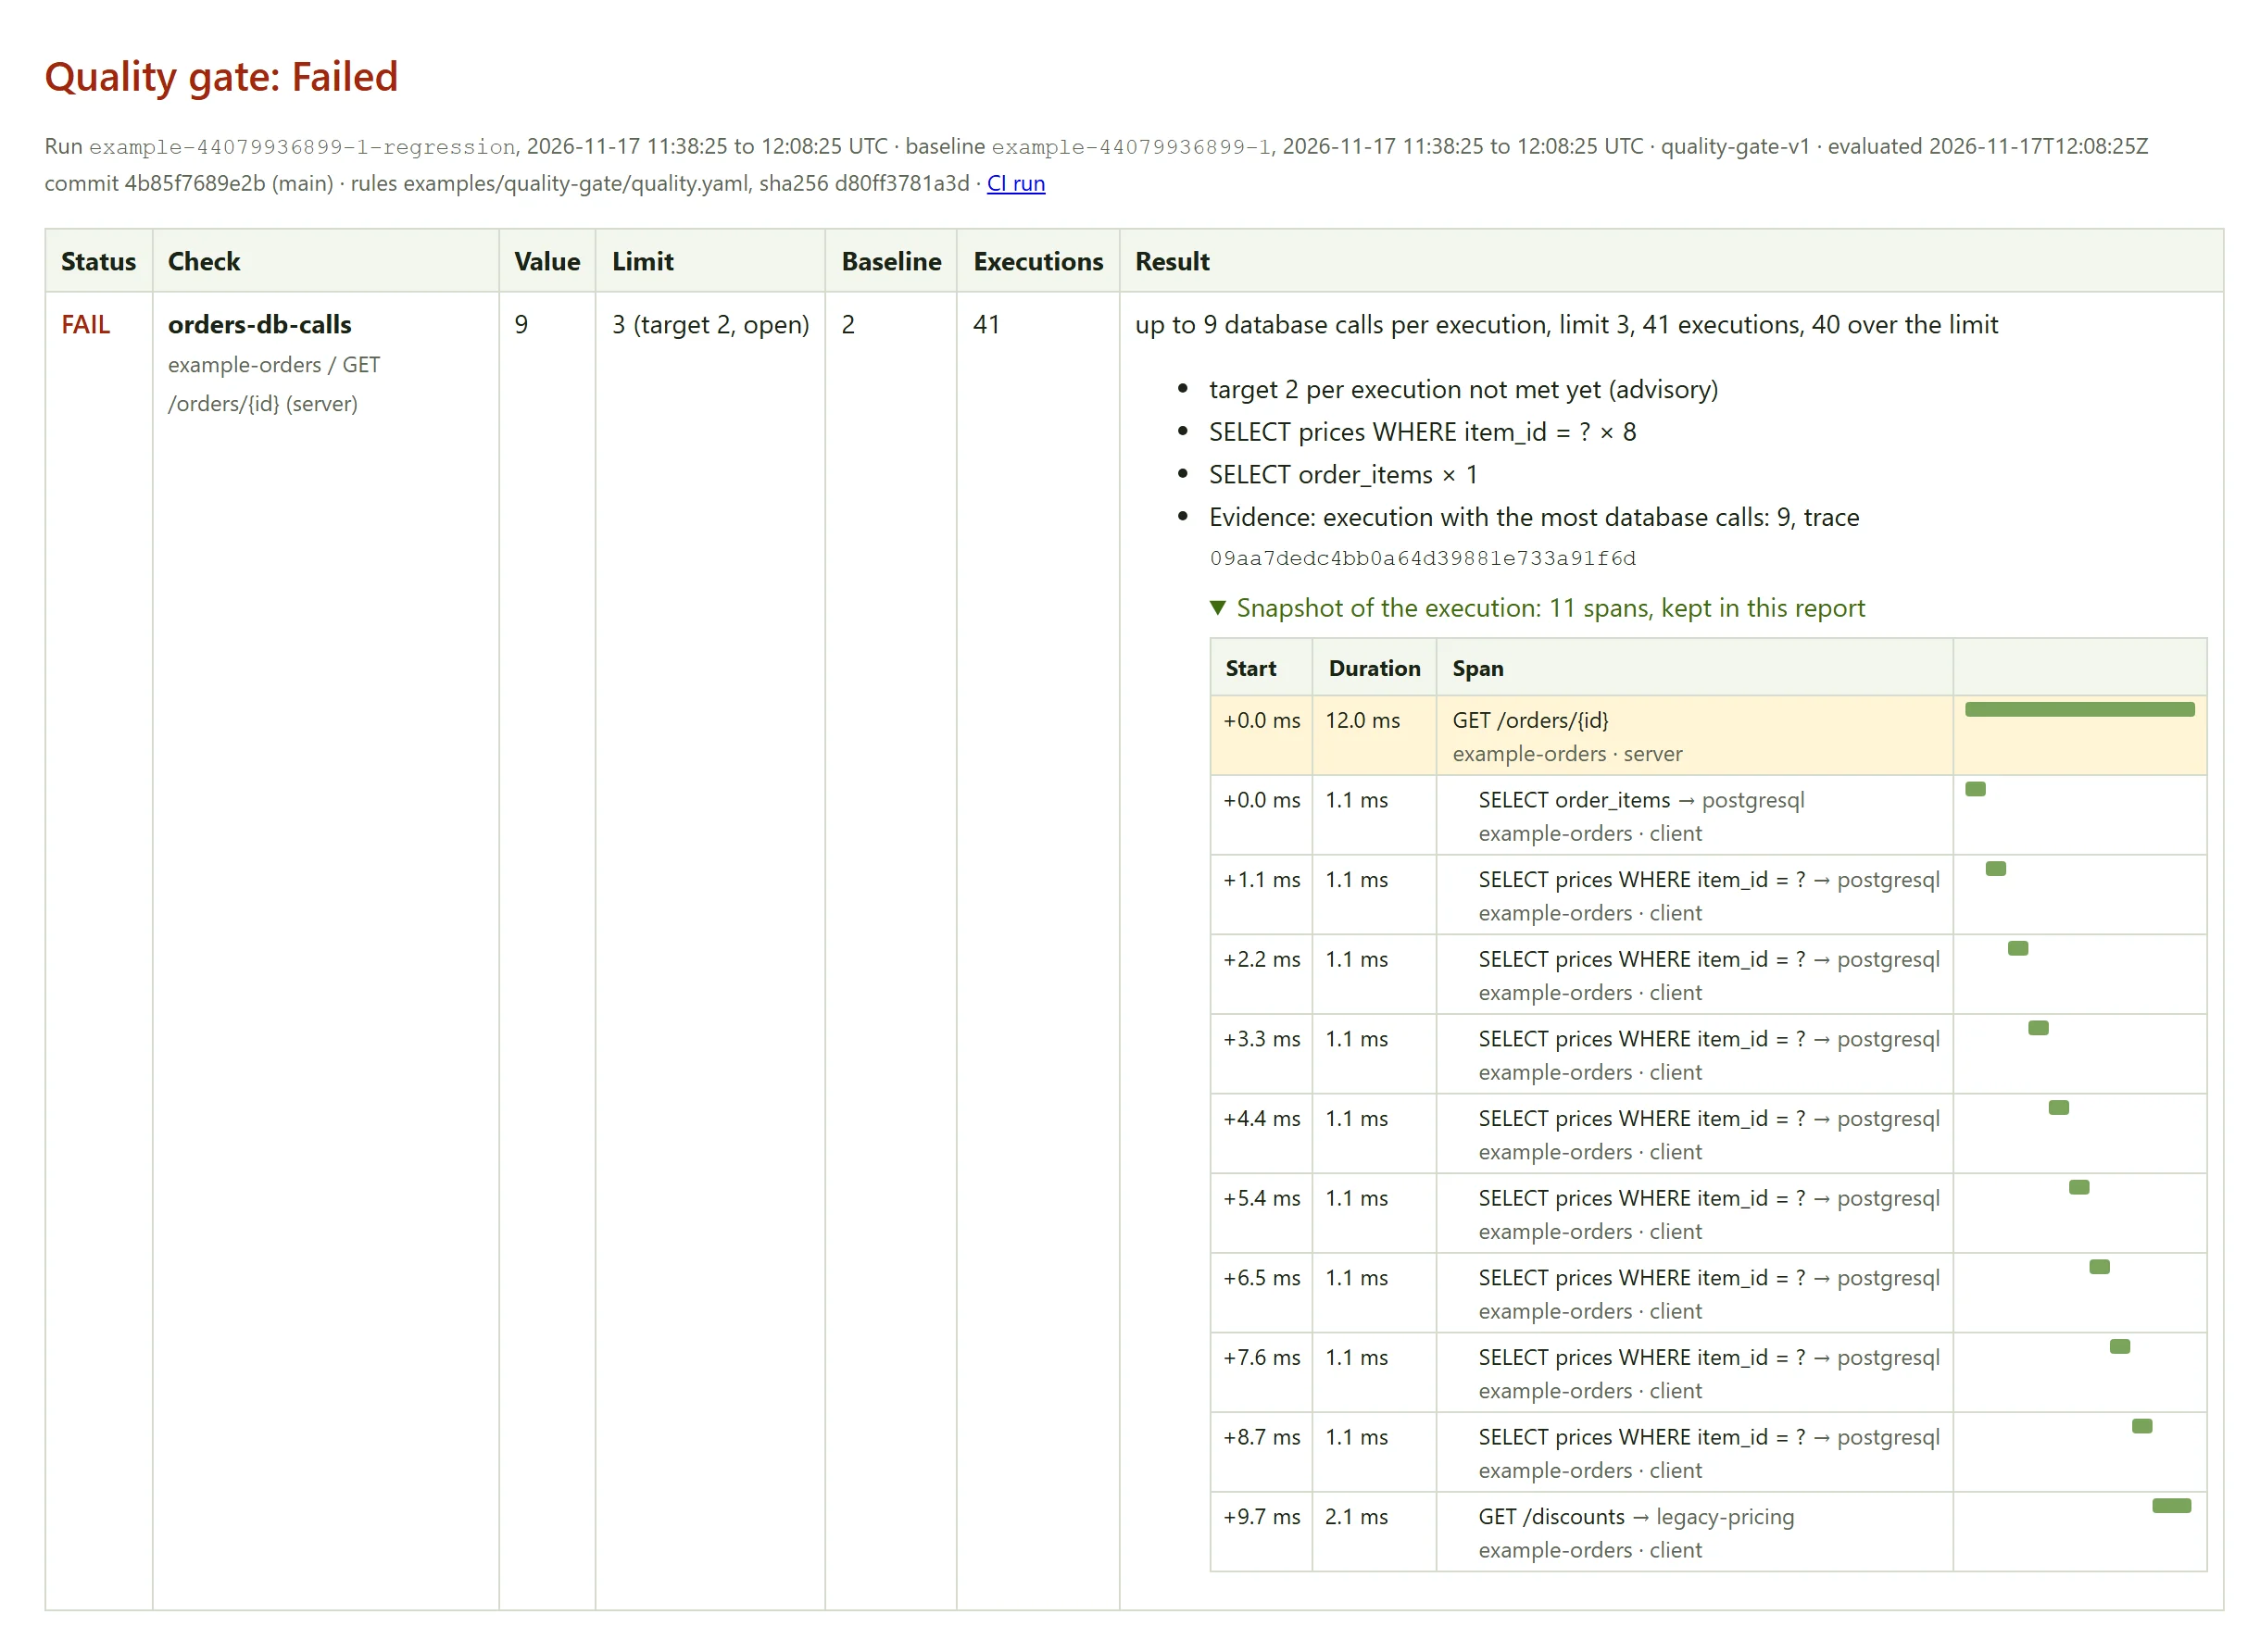 Quality gate: Failed
Run example-44079936899-1-regression, 2026-11-17 11:38:25 to 12:08:25 UTC · baseline example-44079936899-1, 2026-11-17 11:38:25 to 12:08:25 UTC · quality-gate-v1 · evaluated 2026-11-17T12:08:25Z
commit 4b85f7689e2b (main) · rules examples/quality-gate/quality.yaml, sha256 d80ff3781a3d · CI run
Status Check Value Limit Baseline Executions Result
FAIL orders-db-calls 9 3 (target 2, open) 2 41 up to 9 database calls per execution, limit 3, 41 executions, 40 over the limit
example-orders / GET
/orders/{id} (server)
• target 2 per execution not met yet (advisory)
• SELECT prices WHERE item_id = ? × 8
• SELECT order_items × 1
• Evidence: execution with the most database calls: 9, trace
09aa7dedc4bb0a64d39881e733a91f6d
▼ Snapshot of the execution: 11 spans, kept in this report
Start Duration Span
+0.0 ms 12.0 ms GET /orders/{id}
example-orders · server
+0.0 ms 1.1 ms SELECT order_items → postgresql
example-orders · client
+1.1 ms 1.1 ms SELECT prices WHERE item_id = ? → postgresql
example-orders · client
+2.2 ms 1.1 ms SELECT prices WHERE item_id = ? → postgresql
example-orders · client
+3.3 ms 1.1 ms SELECT prices WHERE item_id = ? → postgresql
example-orders · client
+4.4 ms 1.1 ms SELECT prices WHERE item_id = ? → postgresql
example-orders · client
+5.4 ms 1.1 ms SELECT prices WHERE item_id = ? → postgresql
example-orders · client
+6.5 ms 1.1 ms SELECT prices WHERE item_id = ? → postgresql
example-orders · client
+7.6 ms 1.1 ms SELECT prices WHERE item_id = ? → postgresql
example-orders · client
+8.7 ms 1.1 ms SELECT prices WHERE item_id = ? → postgresql
example-orders · client
+9.7 ms 2.1 ms GET /discounts → legacy-pricing
example-orders · client